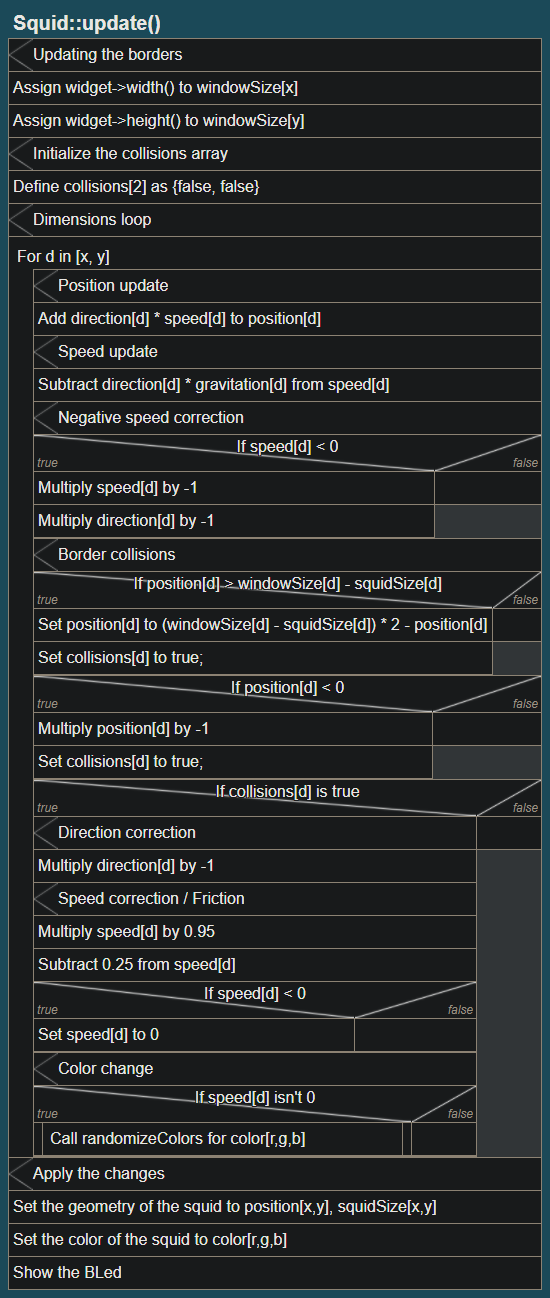 Squid::update()
Updating the borders
Assign widget->width() to windowSize[x]
Assign widget->height() to windowSize[y]
Initialize the collisions array
Define collisions[2] as {false, false}
Dimensions loop
For d in [x, y]
Position update
Add direction[d] * speed[d] to position[d]
Speed update
Subtract direction[d] * gravitation[d] from speed[d]
Negative speed correction
If speed[d] < 0
true false
Multiply speed[d] by -1
Multiply direction[d] by -1
Border collisions
If position[d] > windowSize[d] - squidSize[d]
true false
Set position[d] to (windowSize[d] - squidSize[d]) * 2 - position[d]
Set collisions[d] to true;
If position[d] < 0
true false
Multiply position[d] by -1
Set collisions[d] to true;
If collisions[d] is true
true false
Direction correction
Multiply direction[d] by -1
Speed correction / Friction
Multiply speed[d] by 0.95
Subtract 0.25 from speed[d]
If speed[d] < 0
true false
Set speed[d] to 0
Color change
If speed[d] isn't 0
true false
Call randomizeColors for color[r,g,b]
Apply the changes
Set the geometry of the squid to position[x,y], squidSize[x,y]
Set the color of the squid to color[r,g,b]
Show the BLed